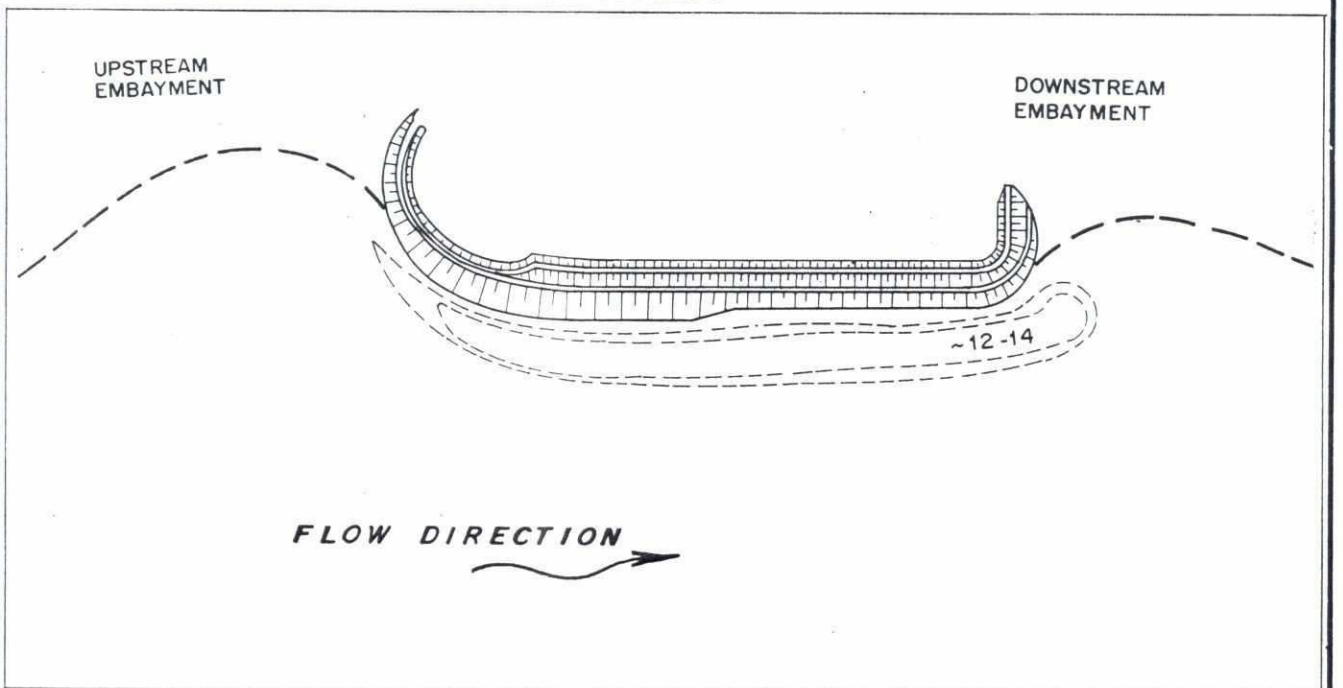 UPSTREAM
EMBAYMENT
DOWNSTREAM
EMBAYMENT
~12-14
FLOW DIRECTION